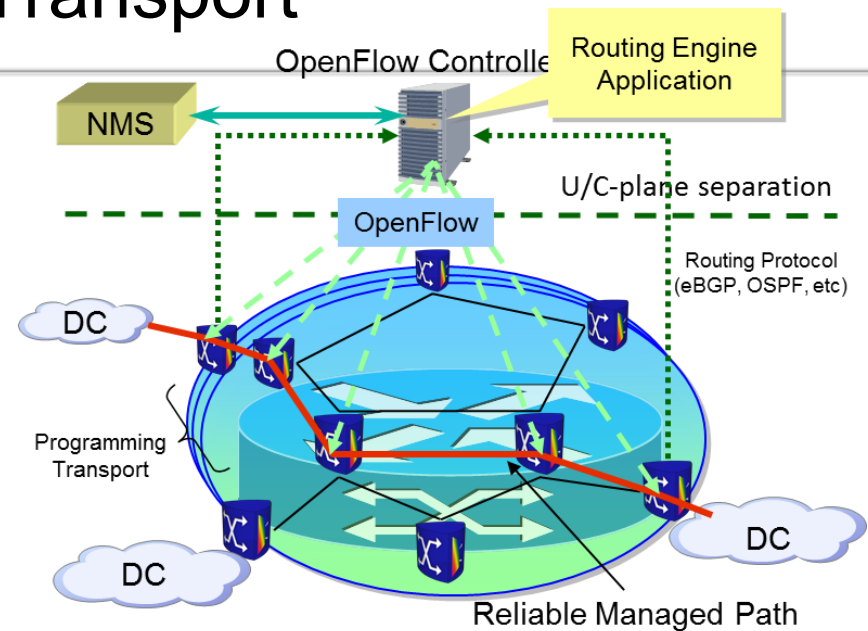 Transport
OpenFlow Controlle
Routing Engine
Application
NMS
U/C-plane separation
OpenFlow
Routing Protocol
(eBGP, OSPF, etc)
DC
Programming
Transport
DC
DC
Reliable Managed Path